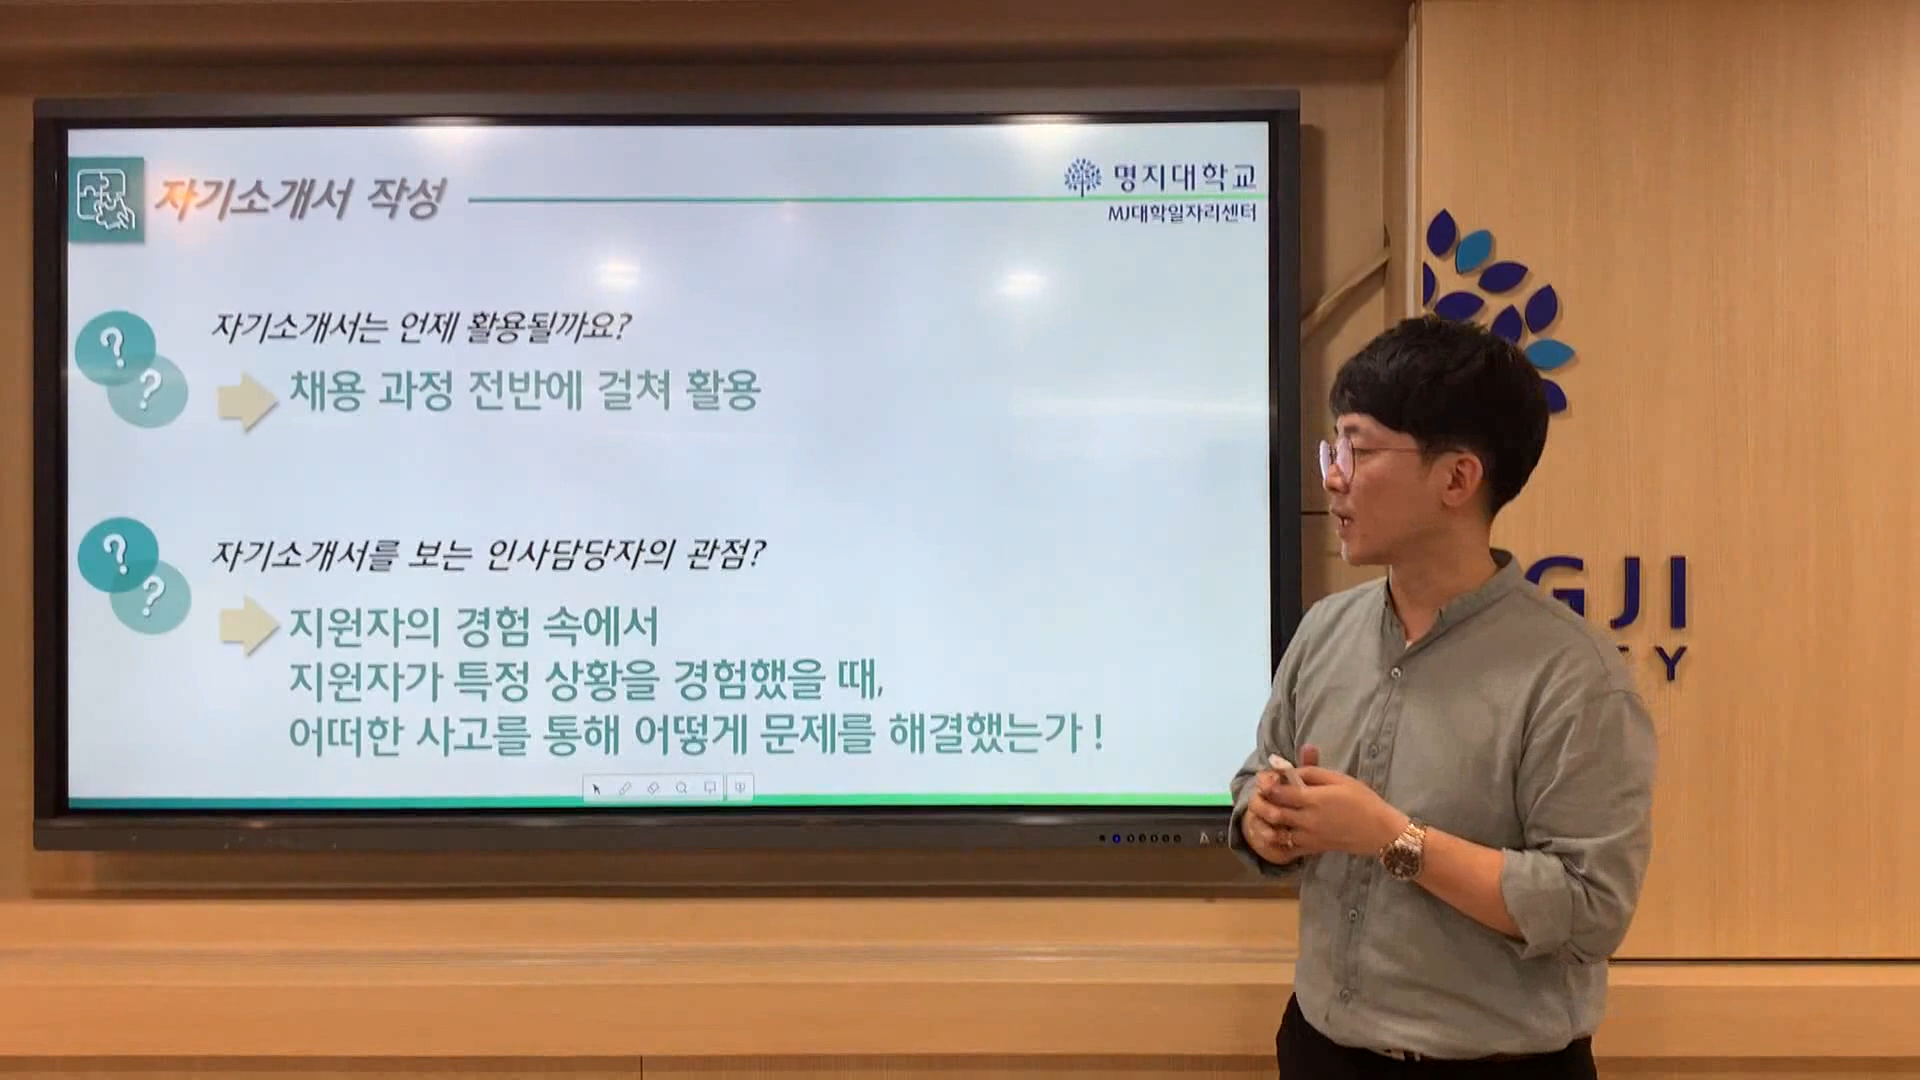 자기소개서 작성
명지대학교
MJ대학일자리센터
?
?
자기소개서는 언제 활용될까요?
채용 과정 전반에 걸쳐 활용
?
?
자기소개서를 보는 인사담당자의 관점?
지원자의 경험 속에서
지원자가 특정 상황을 경험했을 때,
어떠한 사고를 통해 어떻게 문제를 해결했는가 !
GJI
Y